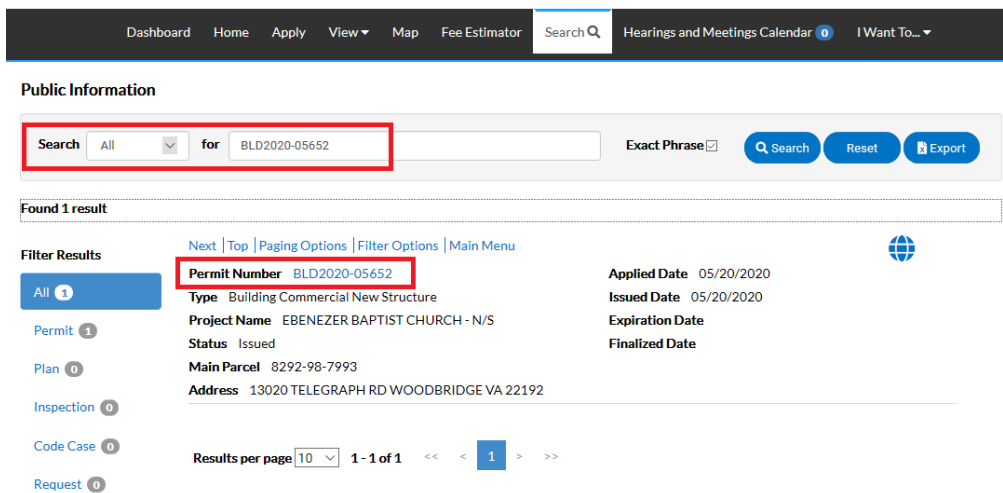 Dashboard Home Apply View Map Fee Estimator Search Hearings and Meetings Calendar 0 I Want To...
Public Information
Search All for BLD2020-05652 Exact Phrase Search Reset Export
Found 1 result
Next | Top | Paging Options | Filter Options | Main Menu
Filter Results
Permit Number BLD2020-05652 Applied Date 05/20/2020
All 1
Type Building Commercial New Structure Issued Date 05/20/2020
Project Name EBENEZER BAPTIST CHURCH - N/S Expiration Date
Permit 1
Status Issued Finalized Date
Plan 0
Main Parcel 8292-98-7993
Address 13020 TELEGRAPH RD WOODBRIDGE VA 22192
Inspection 0
Code Case 0
Results per page 10 1 - 1 of 1 << < 1 > >>
Request 0